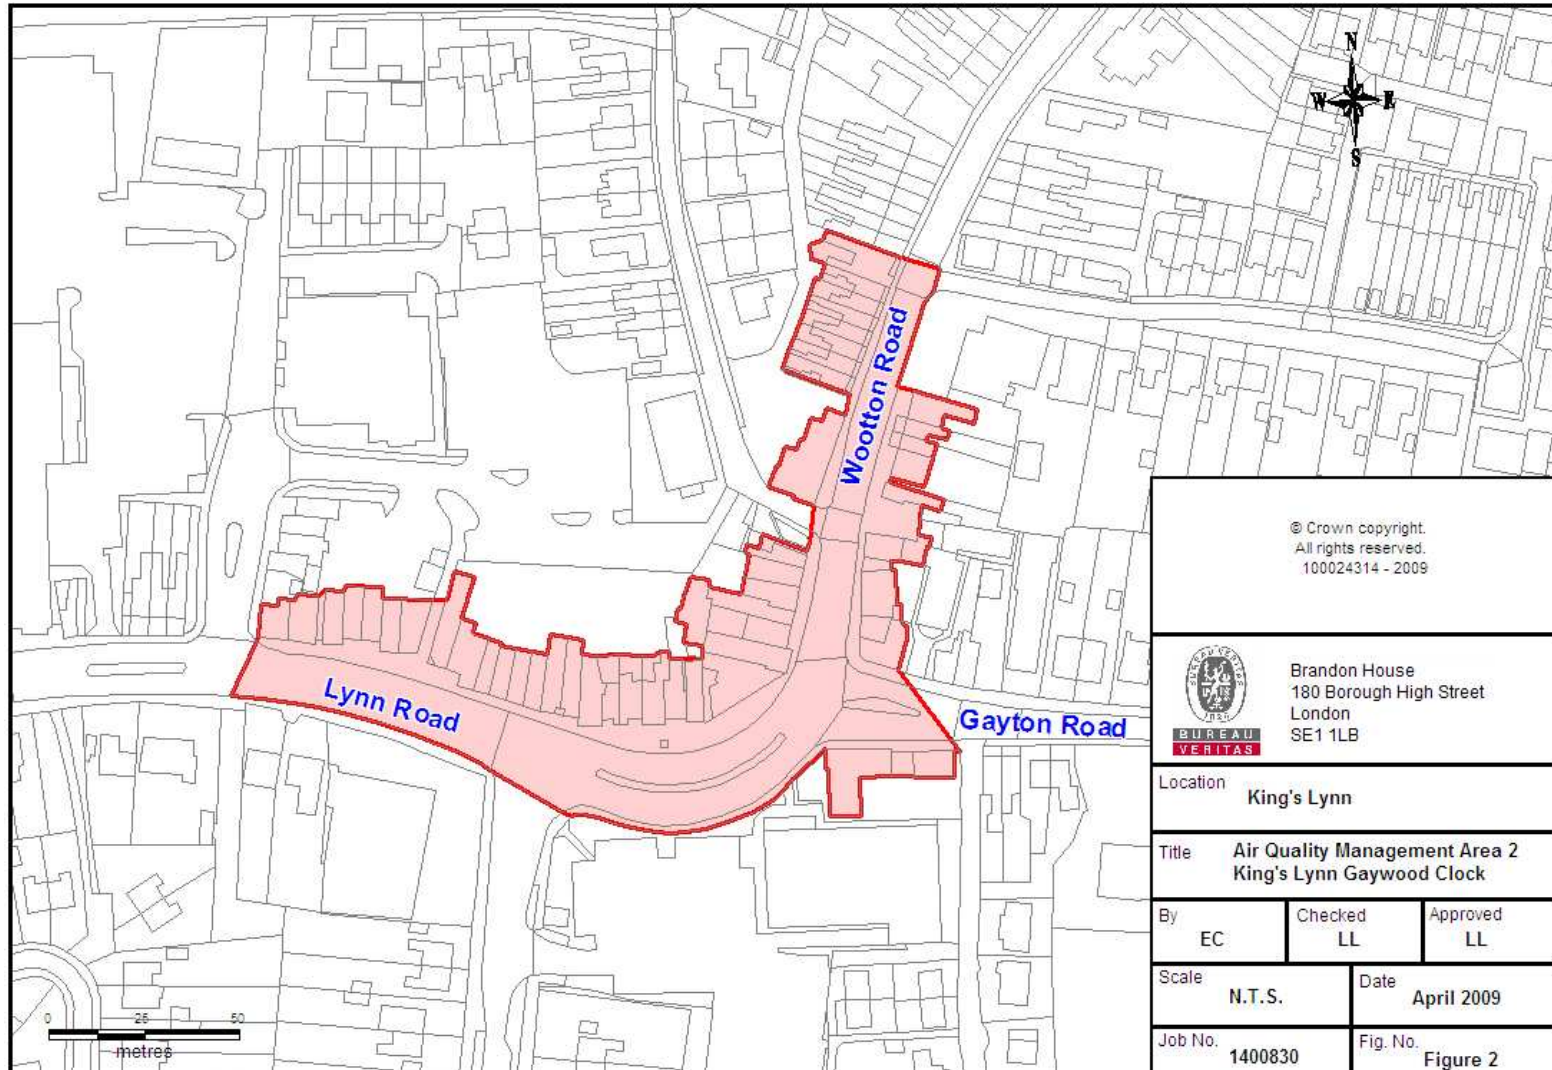 N
W E
S
Wootton Road
Lynn Road
Gayton Road
0 25 50
metres
© Crown copyright.
All rights reserved.
100024314 - 2009
BUREAU VERITAS
1828
BUREAU
VERITAS
Brandon House
180 Borough High Street
London
SE1 1LB
Location King's Lynn
Title Air Quality Management Area 2
King's Lynn Gaywood Clock
By EC
Checked LL
Approved LL
Scale N.T.S.
Date April 2009
Job No. 1400830
Fig. No. Figure 2